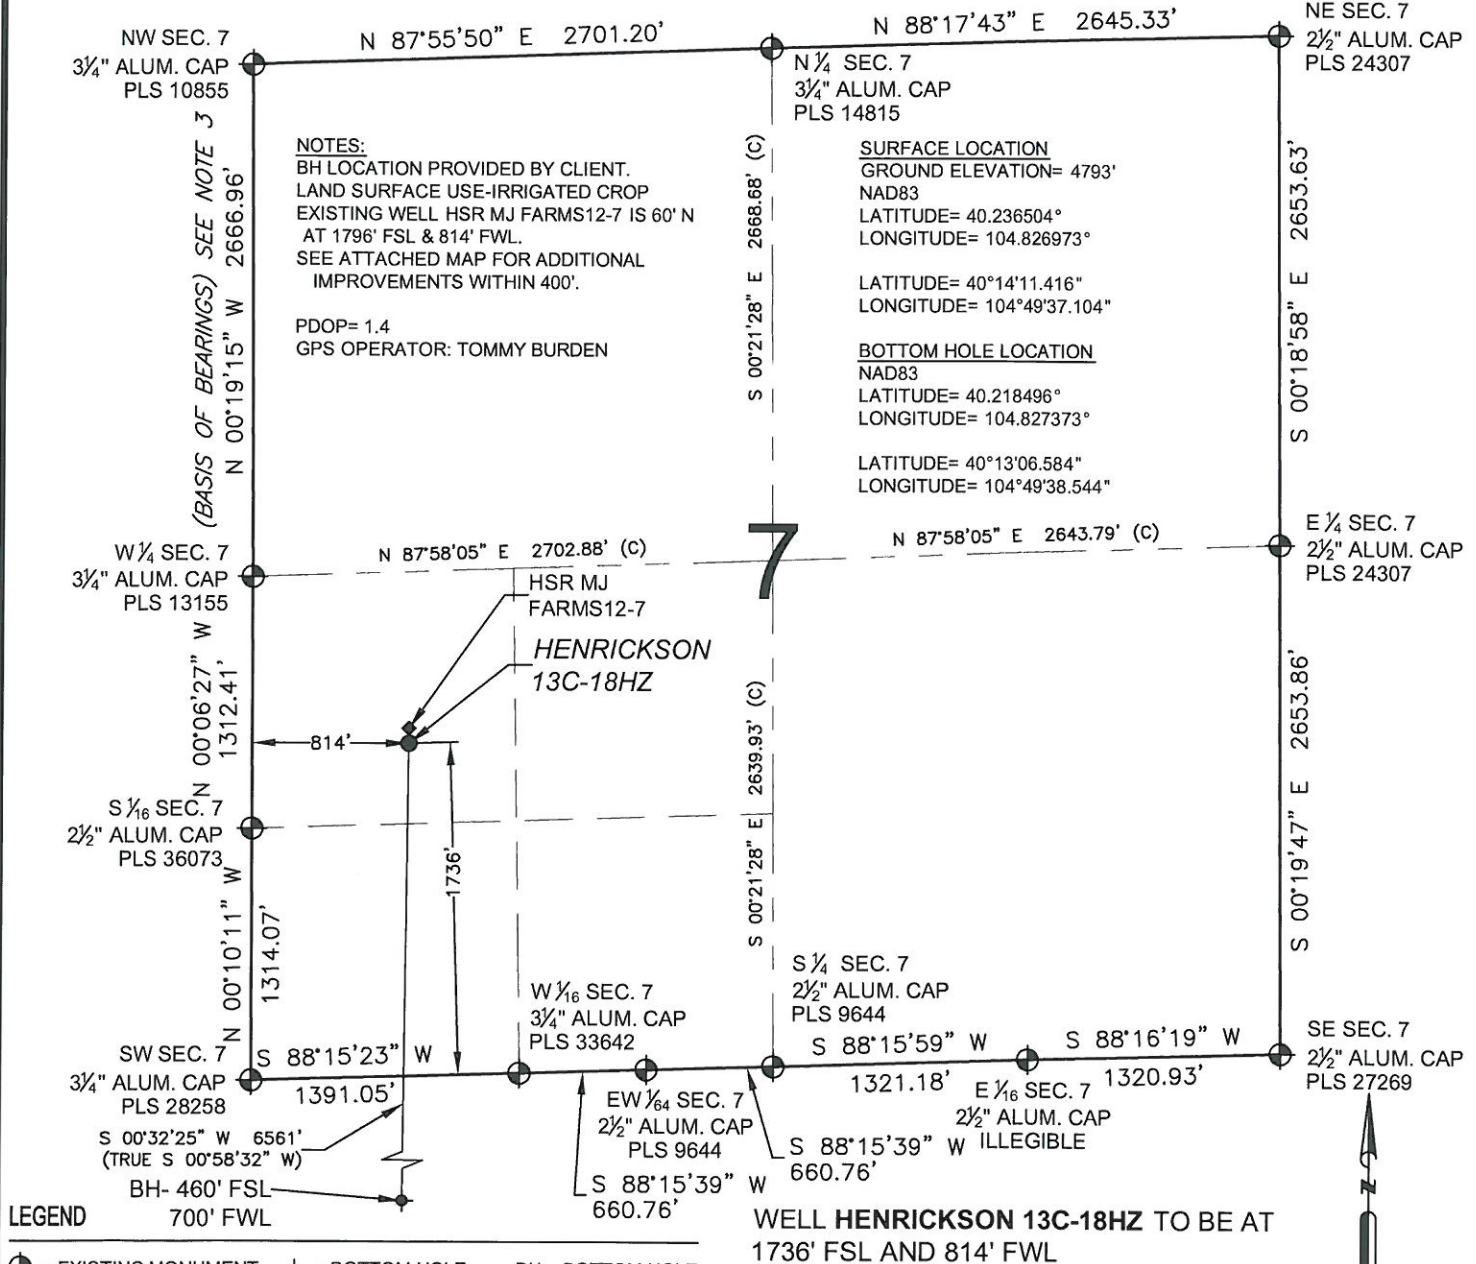 N 87°55'50" E 2701.20'
N 88°17'43" E 2645.33'
NW SEC. 7
3¼" ALUM. CAP
PLS 10855
N ¼ SEC. 7
3¼" ALUM. CAP
PLS 14815
NE SEC. 7
2½" ALUM. CAP
PLS 24307
(BASIS OF BEARINGS) SEE NOTE 3
N 00°19'15" W 2666.96'
NOTES:
BH LOCATION PROVIDED BY CLIENT.
LAND SURFACE USE-IRRIGATED CROP
EXISTING WELL HSR MJ FARMS12-7 IS 60' N
AT 1796' FSL & 814' FWL.
SEE ATTACHED MAP FOR ADDITIONAL
IMPROVEMENTS WITHIN 400'.
PDOP= 1.4
GPS OPERATOR: TOMMY BURDEN
S 00°21'28" E 2668.68' (C)
SURFACE LOCATION
GROUND ELEVATION= 4793'
NAD83
LATITUDE= 40.236504°
LONGITUDE= 104.826973°
LATITUDE= 40°14'11.416"
LONGITUDE= 104°49'37.104"
BOTTOM HOLE LOCATION
NAD83
LATITUDE= 40.218496°
LONGITUDE= 104.827373°
LATITUDE= 40°13'06.584"
LONGITUDE= 104°49'38.544"
S 00°18'58" E 2653.63'
W ¼ SEC. 7
3¼" ALUM. CAP
PLS 13155
N 87°58'05" E 2702.88' (C)
7
N 87°58'05" E 2643.79' (C)
E ¼ SEC. 7
2½" ALUM. CAP
PLS 24307
HSR MJ
FARMS12-7
HENRICKSON
13C-18HZ
N 00°06'27" W
1312.41'
814'
1736'
S 00°21'28" E 2639.93' (C)
S 00°19'47" E 2653.86'
S 1/16 SEC. 7
2½" ALUM. CAP
PLS 36073
N 00°10'11" W
1314.07'
SW SEC. 7
3¼" ALUM. CAP
PLS 28258
S 88°15'23" W
1391.05'
W 1/16 SEC. 7
3¼" ALUM. CAP
PLS 33642
S ¼ SEC. 7
2½" ALUM. CAP
PLS 9644
S 88°15'59" W
1321.18'
S 88°16'19" W
1320.93'
SE SEC. 7
2½" ALUM. CAP
PLS 27269
EW 1/64 SEC. 7
2½" ALUM. CAP
PLS 9644
E 1/16 SEC. 7
2½" ALUM. CAP
ILLEGIBLE
S 00°32'25" W 6561'
(TRUE S 00°58'32" W)
S 88°15'39" W
660.76'
S 88°15'39" W
660.76'
BH- 460' FSL
700' FWL
N
LEGEND
WELL HENRICKSON 13C-18HZ TO BE AT
1736' FSL AND 814' FWL